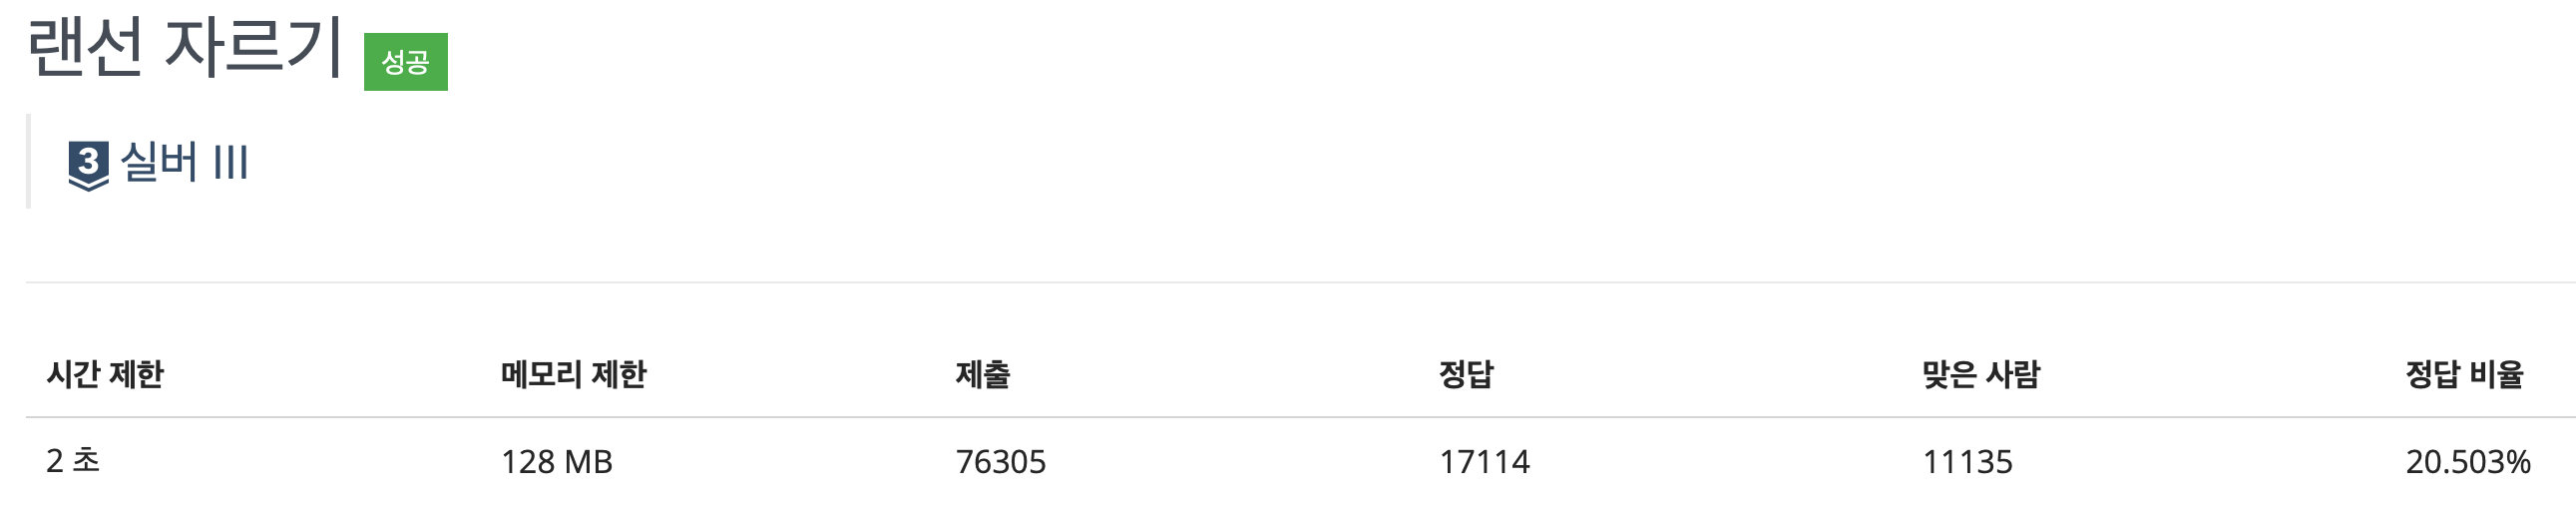 랜선 자르기 성공
3 실버 III
시간 제한 메모리 제한 제출 정답 맞은 사람 정답 비율
2 초 128 MB 76305 17114 11135 20.503%